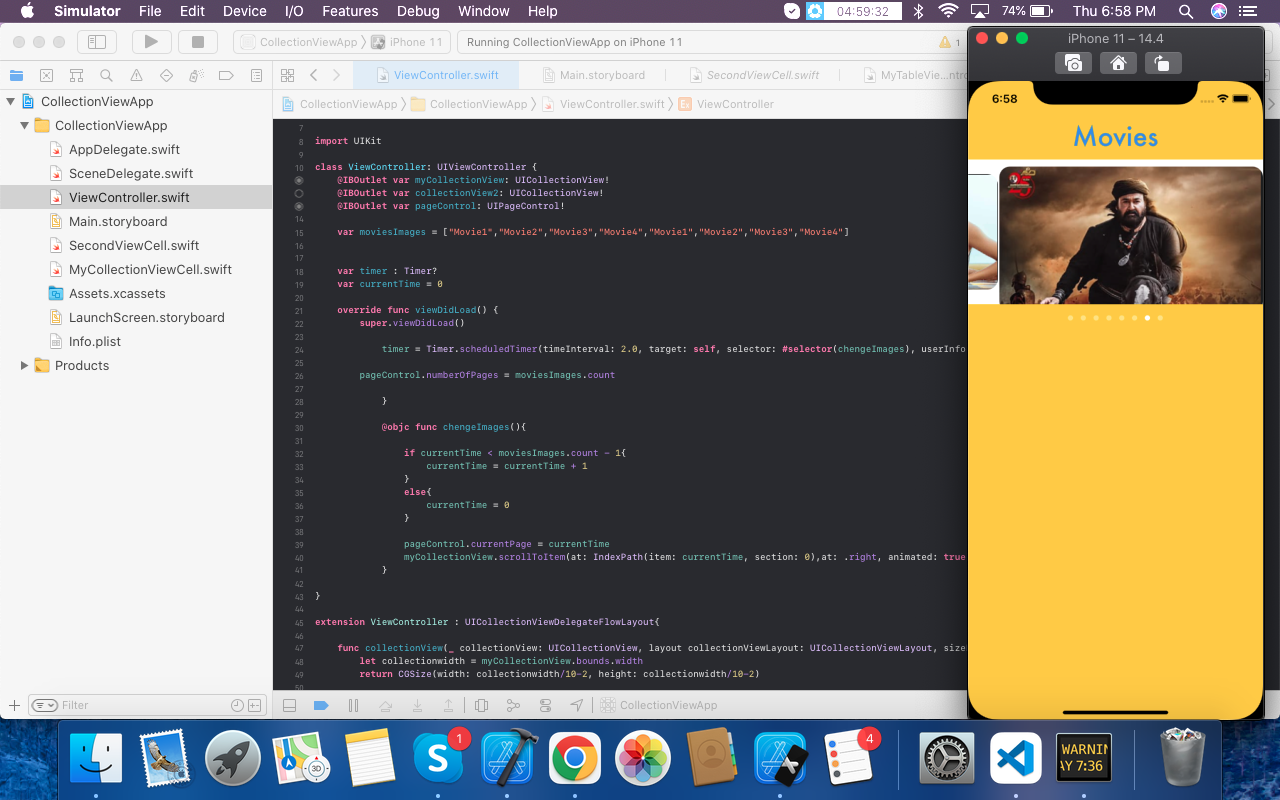 Simulator File Edit Device I/O Features Debug Window Help 04:59:32 74% Thu 6:58 PM
CollectionViewApp iPhone 11 Running CollectionViewApp on iPhone 11 1
iPhone 11 – 14.4
ViewController.swift Main.storyboard SecondViewCell.swift MyTableVie...ntro
CollectionViewApp CollectionViewApp ViewController.swift Ex ViewController
CollectionViewApp
CollectionViewApp
AppDelegate.swift
SceneDelegate.swift
ViewController.swift
Main.storyboard
SecondViewCell.swift
MyCollectionViewCell.swift
Assets.xcassets
LaunchScreen.storyboard
Info.plist
Products
Filter
7
8 import UIKit
9
10 class ViewController: UIViewController {
@IBOutlet var myCollectionView: UICollectionView!
@IBOutlet var collectionView2: UICollectionView!
@IBOutlet var pageControl: UIPageControl!
14
15 var moviesImages = ["Movie1","Movie2","Movie3","Movie4","Movie1","Movie2","Movie3","Movie4"]
16
17
18 var timer : Timer?
19 var currentTime = 0
20
21 override func viewDidLoad() {
22 super.viewDidLoad()
23
24 timer = Timer.scheduledTimer(timeInterval: 2.0, target: self, selector: #selector(chengeImages), userInfo
25
26 pageControl.numberOfPages = moviesImages.count
27
28 }
29
30 @objc func chengeImages(){
31
32 if currentTime < moviesImages.count - 1{
33 currentTime = currentTime + 1
34 }
35 else{
36 currentTime = 0
37 }
38
39 pageControl.currentPage = currentTime
40 myCollectionView.scrollToItem(at: IndexPath(item: currentTime, section: 0),at: .right, animated: true
41 }
42
43 }
44
45 extension ViewController : UICollectionViewDelegateFlowLayout{
46
47 func collectionView(_ collectionView: UICollectionView, layout collectionViewLayout: UICollectionViewLayout, size
48 let collectionwidth = myCollectionView.bounds.width
49 return CGSize(width: collectionwidth/10-2, height: collectionwidth/10-2)
50
CollectionViewApp
6:58
Movies
25
1
3D
4
WARNIN
AY 7:36